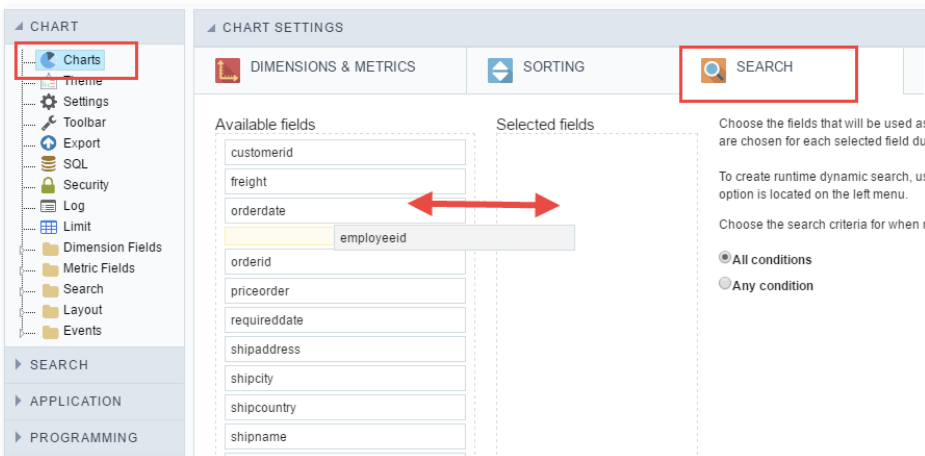 CHART
Charts
Theme
Settings
Toolbar
Export
SQL
Security
Log
Limit
Dimension Fields
Metric Fields
Search
Layout
Events
SEARCH
APPLICATION
PROGRAMMING
CHART SETTINGS
DIMENSIONS & METRICS
SORTING
SEARCH
Available fields
customerid
freight
orderdate
employeeid
orderid
priceorder
requireddate
shipaddress
shipcity
shipcountry
shipname
Selected fields
Choose the fields that will be used as
are chosen for each selected field du
To create runtime dynamic search, us
option is located on the left menu.
Choose the search criteria for when
All conditions
Any condition